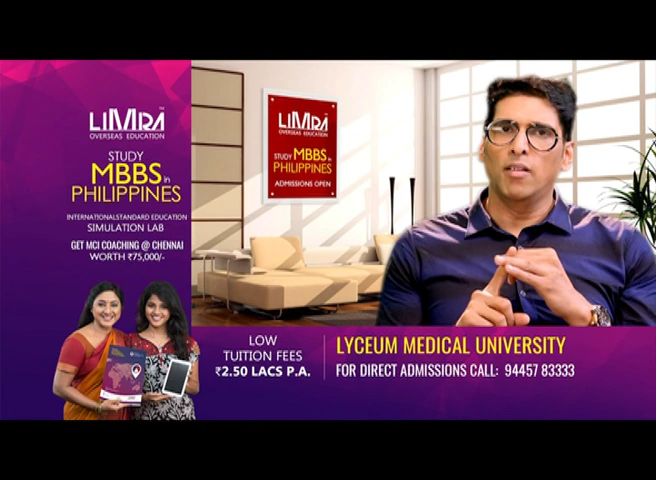 LIMRA
TM
OVERSEAS EDUCATION
STUDY
MBBS in
PHILIPPINES
INTERNATIONALSTANDARD EDUCATION
SIMULATION LAB
GET MCI COACHING @ CHENNAI
WORTH ₹75,000/-
LIMRA
OVERSEAS EDUCATION
STUDY MBBS in
PHILIPPINES
ADMISSIONS OPEN
LOW
TUITION FEES
₹2.50 LACS P.A.
LYCEUM MEDICAL UNIVERSITY
FOR DIRECT ADMISSIONS CALL: 94457 83333